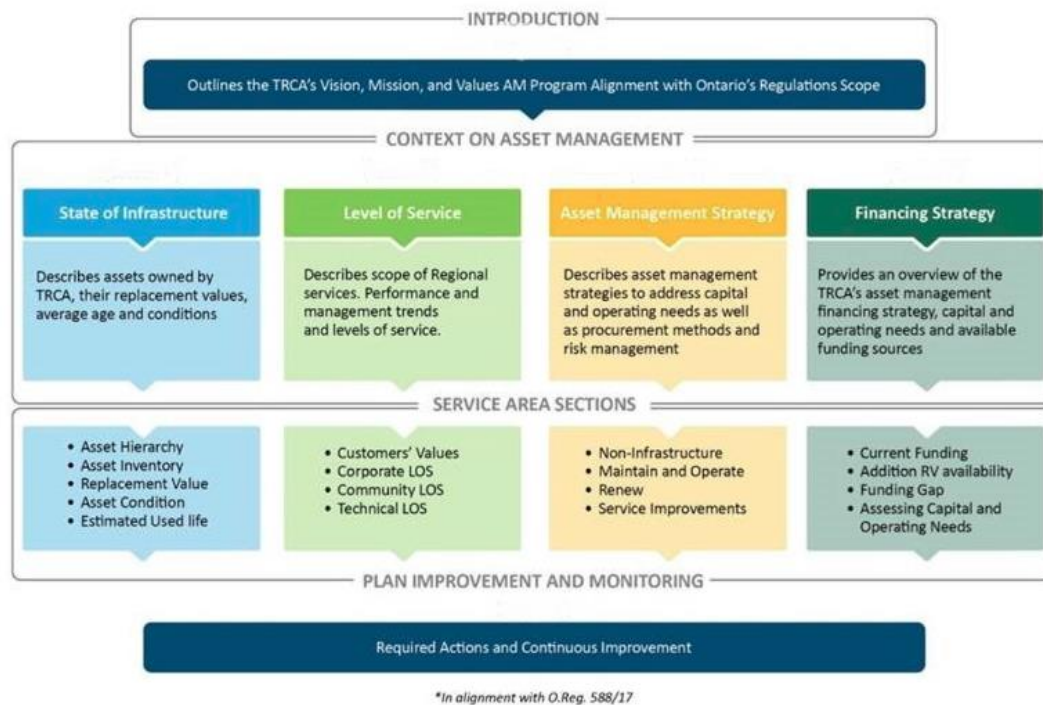 INTRODUCTION
Outlines the TRCA's Vision, Mission, and Values AM Program Alignment with Ontario's Regulations Scope
CONTEXT ON ASSET MANAGEMENT
State of Infrastructure
Describes assets owned by
TRCA, their replacement values,
average age and conditions
Level of Service
Describes scope of Regional
services. Performance and
management trends
and levels of service.
Asset Management Strategy
Describes asset management
strategies to address capital
and operating needs as well
as procurement methods and
risk management
Financing Strategy
Provides an overview of the
TRCA's asset management
financing strategy, capital and
operating needs and available
funding sources
SERVICE AREA SECTIONS
• Asset Hierarchy
• Asset Inventory
• Replacement Value
• Asset Condition
• Estimated Used life
• Customers' Values
• Corporate LOS
• Community LOS
• Technical LOS
• Non-Infrastructure
• Maintain and Operate
• Renew
• Service Improvements
• Current Funding
• Addition RV availability
• Funding Gap
• Assessing Capital and
Operating Needs
PLAN IMPROVEMENT AND MONITORING
Required Actions and Continuous Improvement
*In alignment with O.Reg. 588/17